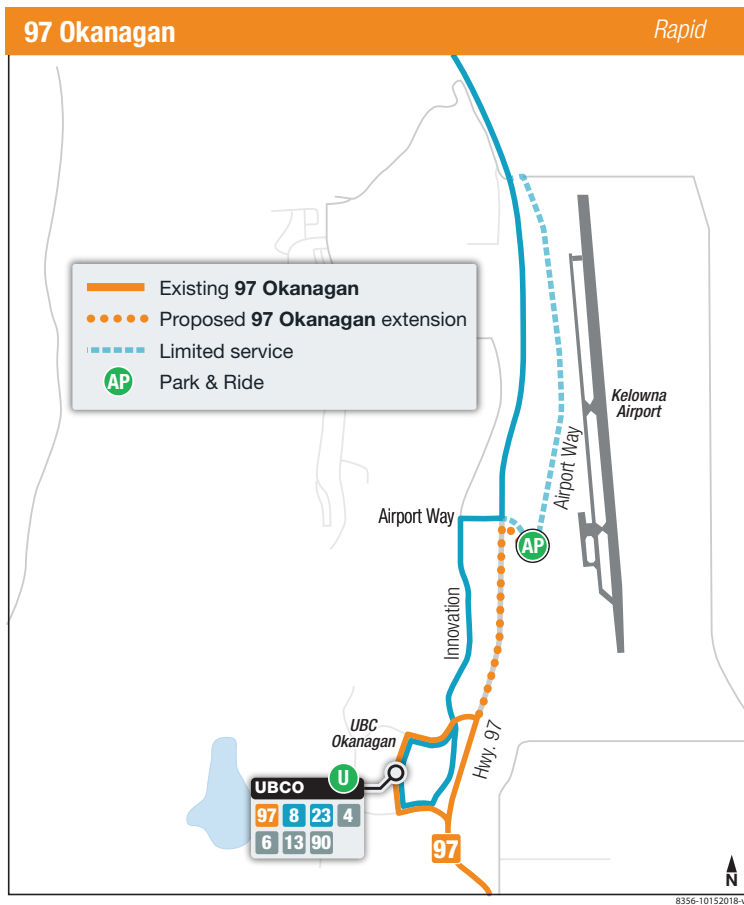 97 Okanagan
Rapid
Existing 97 Okanagan
Proposed 97 Okanagan extension
Limited service
AP Park & Ride
Kelowna
Airport
Airport Way
Airport Way
AP
Innovation
UBC
Okanagan
Hwy. 97
U
UBCO
97 8 23 4
6 13 90
97
N
8356-10152018-v